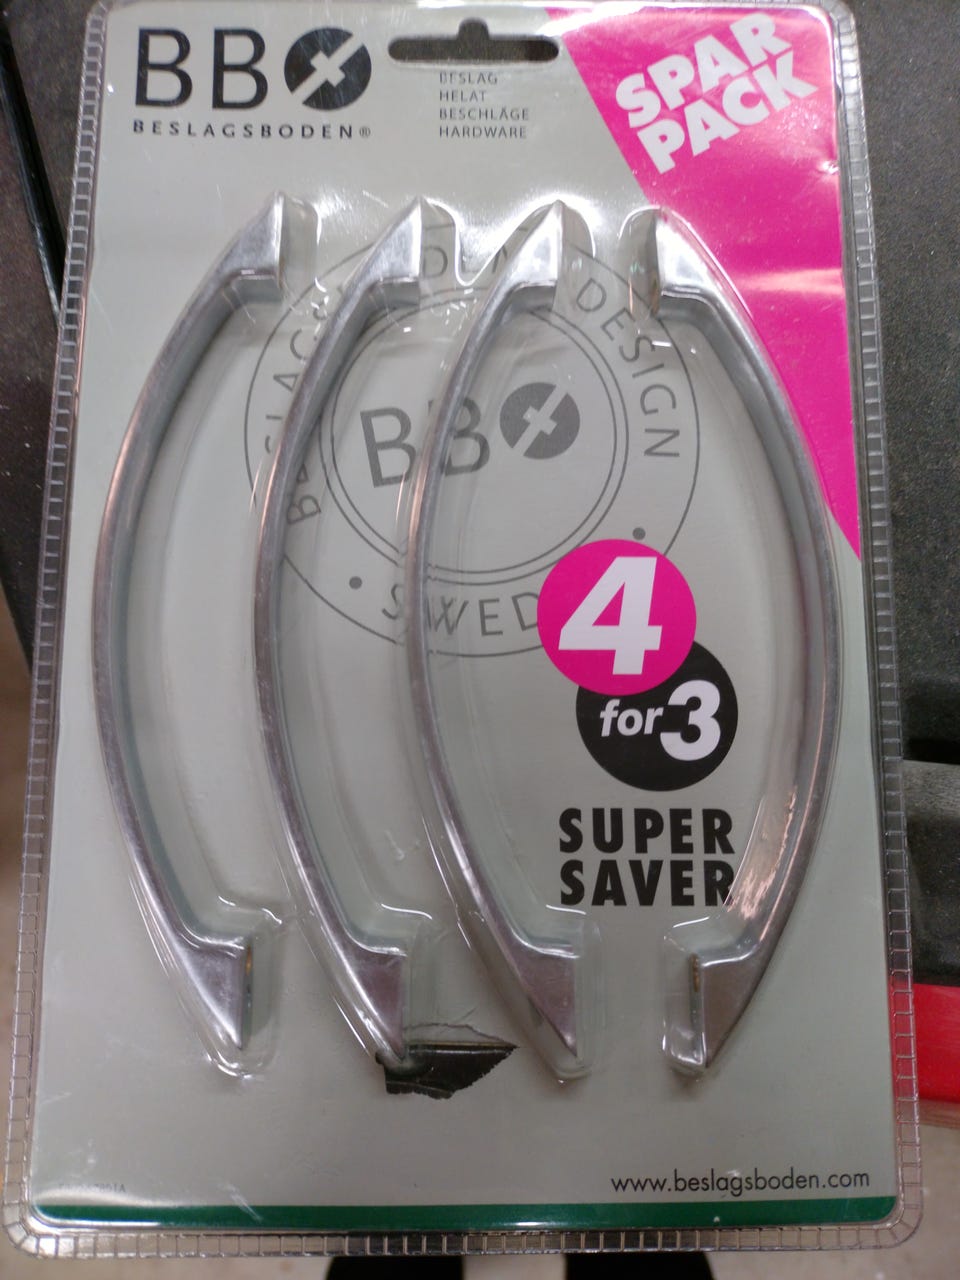 BB
BESLAGSBODEN®
BESLAG
HELAT
BESCHLÄGE
HARDWARE
SPAR
PACK
DESIGN
BB
4
for 3
SUPER
SAVER
www.beslagsboden.com